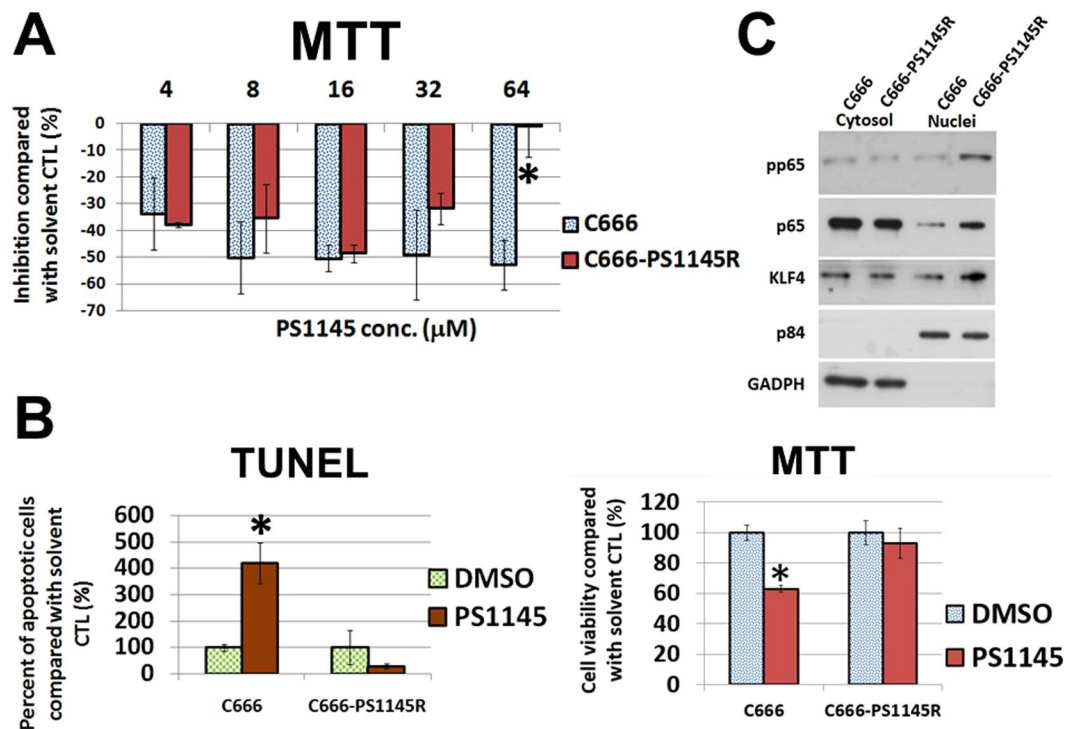 A
MTT
4 8 16 32 64
Inhibition compared
with solvent CTL (%)
0
-10
-20
-30
-40
-50
-60
-70
*
C666
C666-PS1145R
PS1145 conc. (μM)
C
C666
C666-PS1145R
C666
C666-PS1145R
Cytosol Nuclei
pp65
p65
KLF4
p84
GADPH
B
TUNEL
Percent of apoptotic cells
compared with solvent
CTL (%)
600
500
400
300
200
100
0
*
DMSO
PS1145
C666 C666-PS1145R
MTT
Cell viability compared
with solvent CTL (%)
120
100
80
60
40
20
0
*
DMSO
PS1145
C666 C666-PS1145R